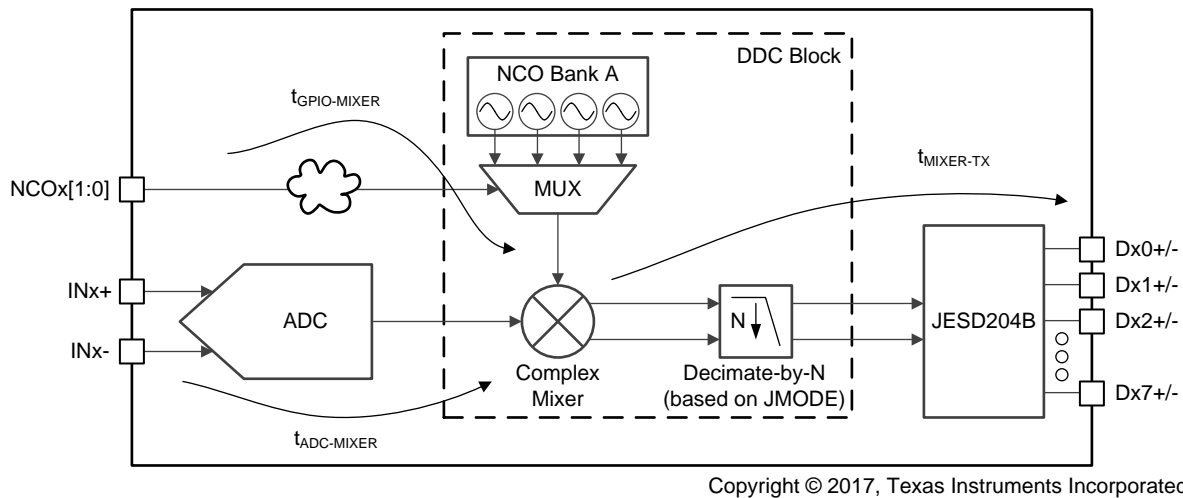 DDC Block
NCO Bank A
tGPIO-MIXER
tMIXER-TX
NCOx[1:0]
MUX
Dx0+/-
INx+
Dx1+/-
ADC
N
JESD204B
Dx2+/-
INx-
Complex
Mixer
Decimate-by-N
(based on JMODE)
Dx7+/-
tADC-MIXER
Copyright © 2017, Texas Instruments Incorporated